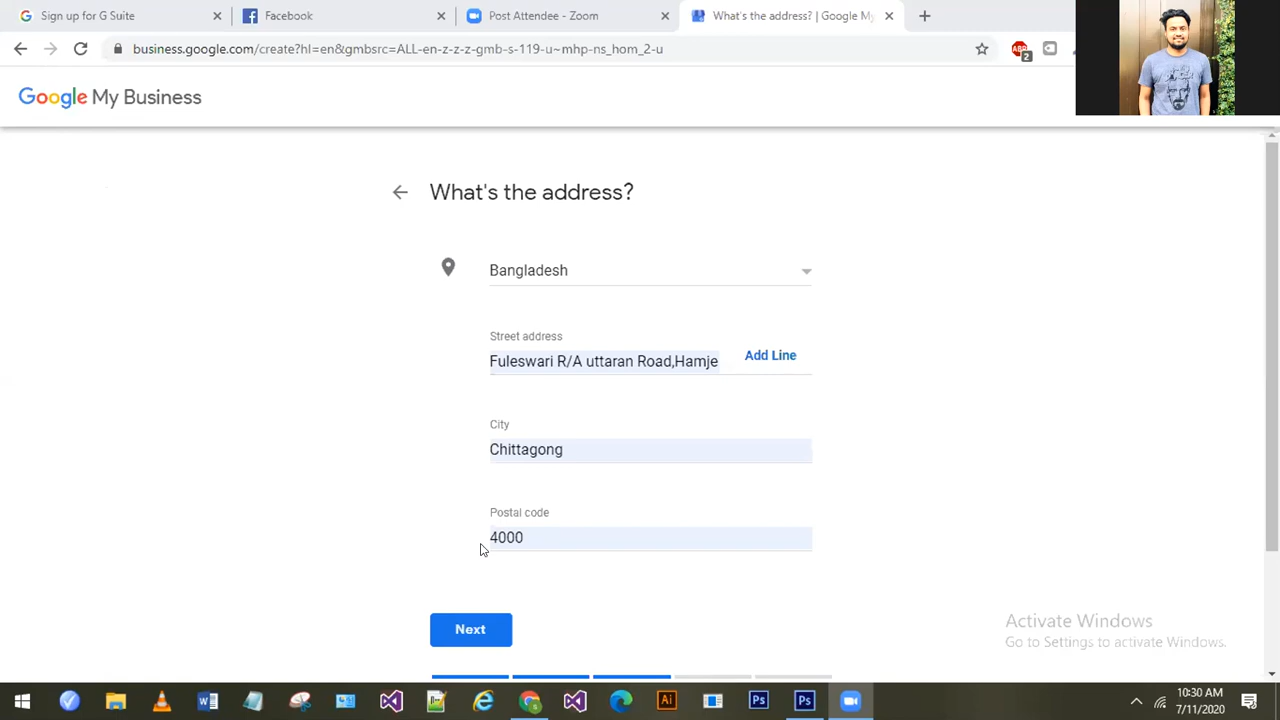 Sign up for G Suite
Facebook
Post Attendee - Zoom
What's the address? | Google My
business.google.com/create?hl=en&gmbsrc=ALL-en-z-z-z-gmb-s-119-u~mhp-ns_hom_2-u
ABP
2
Google My Business
What's the address?
Bangladesh
Street address
Fuleswari R/A uttaran Road,Hamje
Add Line
City
Chittagong
Postal code
4000
Next
Activate Windows
Go to Settings to activate Windows.
10:30 AM
7/11/2020